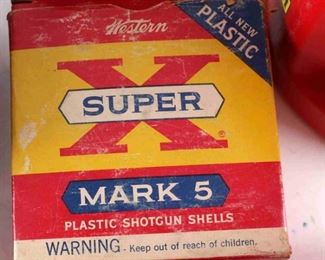 Western
ALL NEW
PLASTIC
SUPER
X
®
MARK 5
PLASTIC SHOTGUN SHELLS
WARNING - Keep out of reach of children.